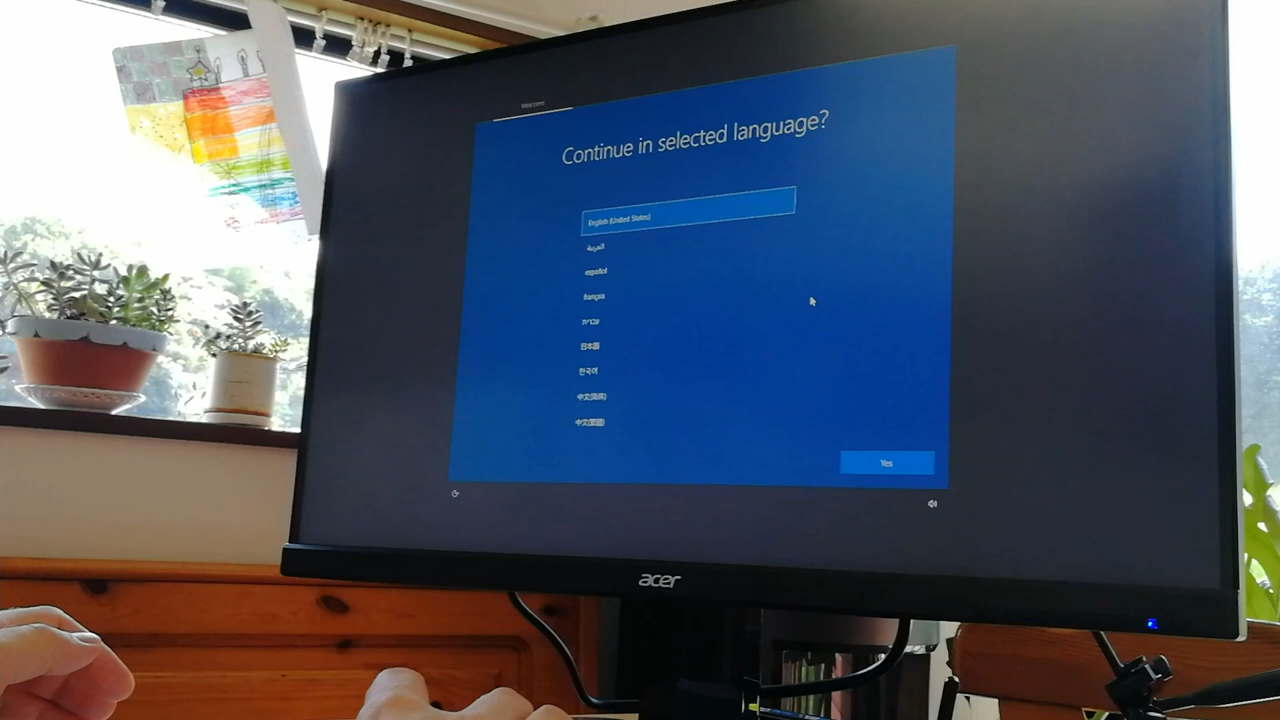 Welcome
Continue in selected language?
English (United States)
العربية
español
français
עברית
日本語
한국어
中文(简体)
中文(繁體)
Yes
acer